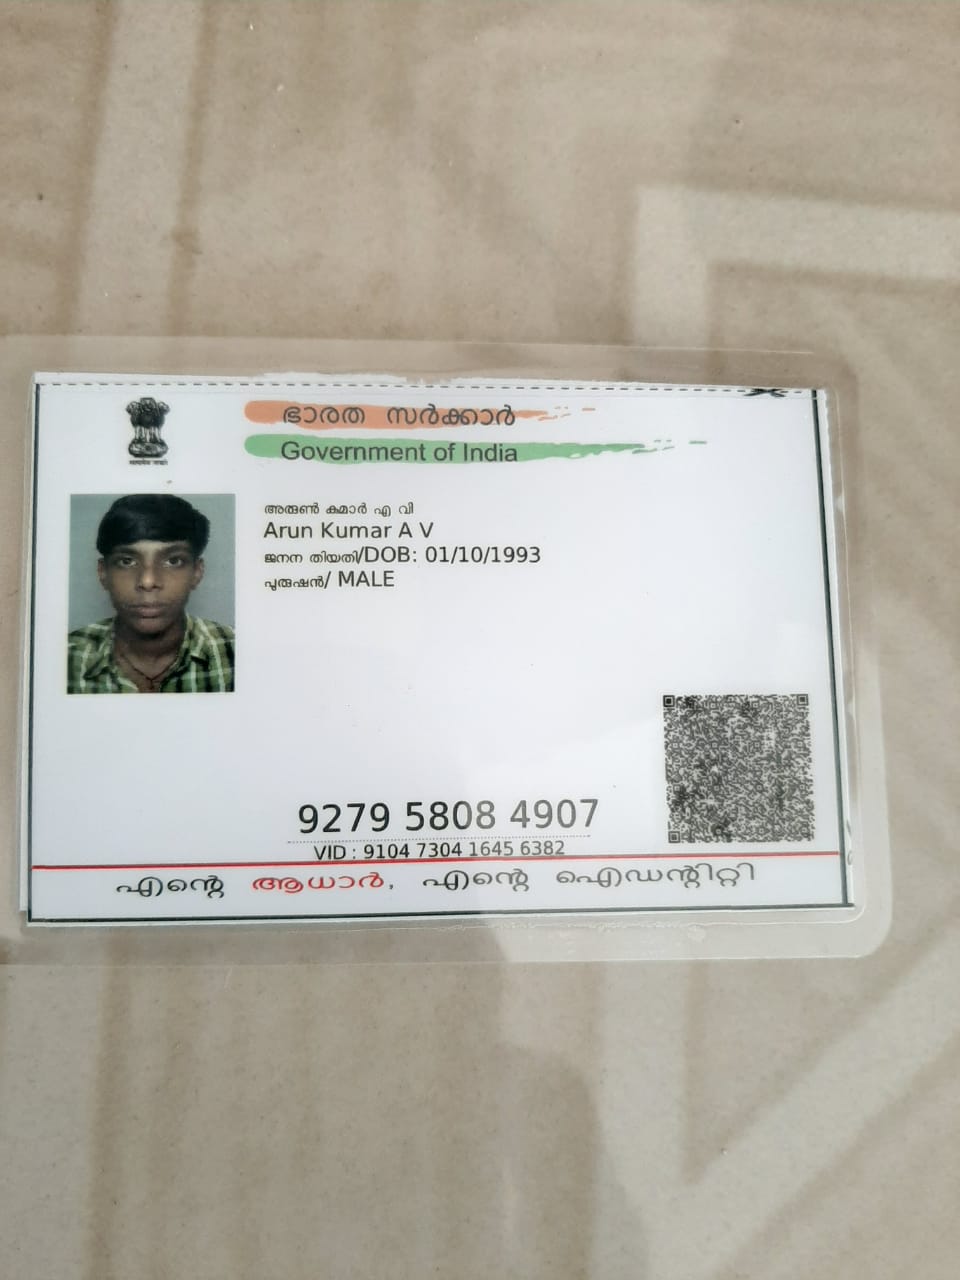 ഭാരത സർക്കാർ
Government of India
അരുൺ കുമാർ എ വി
Arun Kumar A V
ജനന തിയതി/DOB: 01/10/1993
പുരുഷൻ/ MALE
9279 5808 4907
VID : 9104 7304 1645 6382
എന്റെ ആധാർ, എന്റെ ഐഡന്റിറ്റി